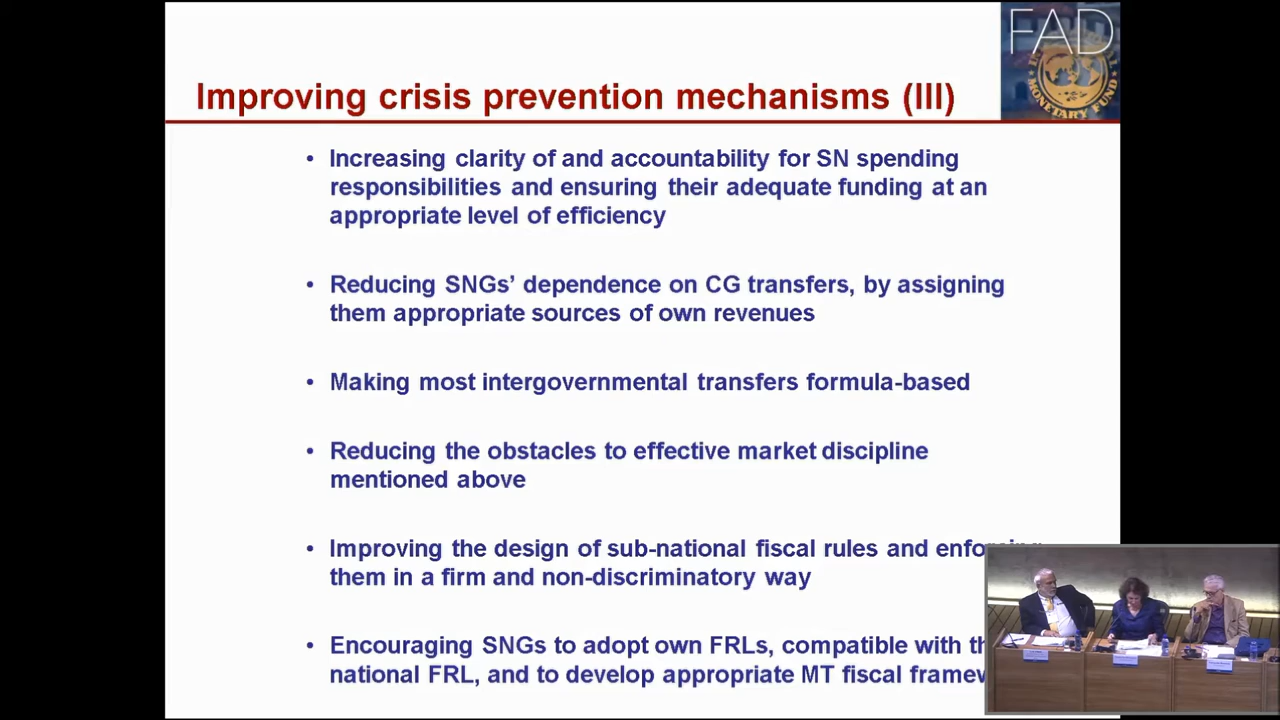 FAD
MONETARY FUND
Improving crisis prevention mechanisms (III)
• Increasing clarity of and accountability for SN spending
responsibilities and ensuring their adequate funding at an
appropriate level of efficiency
• Reducing SNGs’ dependence on CG transfers, by assigning
them appropriate sources of own revenues
• Making most intergovernmental transfers formula-based
• Reducing the obstacles to effective market discipline
mentioned above
• Improving the design of sub-national fiscal rules and enforcing
them in a firm and non-discriminatory way
• Encouraging SNGs to adopt own FRLs, compatible with
national FRL, and to develop appropriate MT fiscal